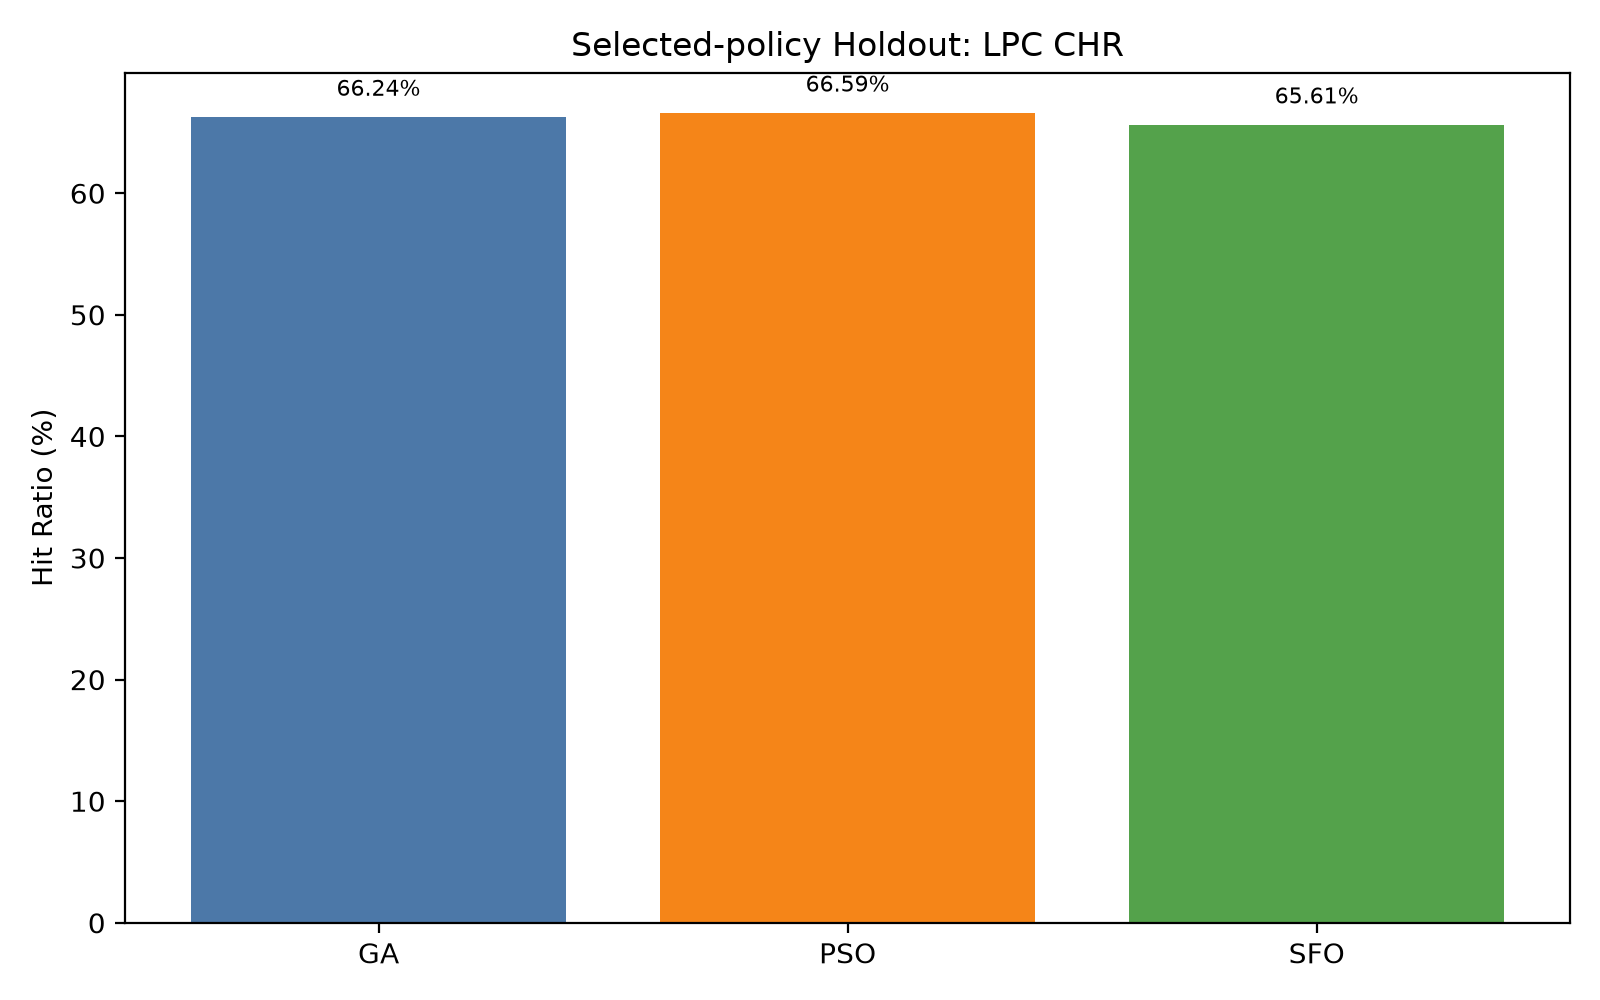 Selected-policy Holdout: LPC CHR
66.24%
66.59%
65.61%
Hit Ratio (%)
60
50
40
30
20
10
0
GA
PSO
SFO